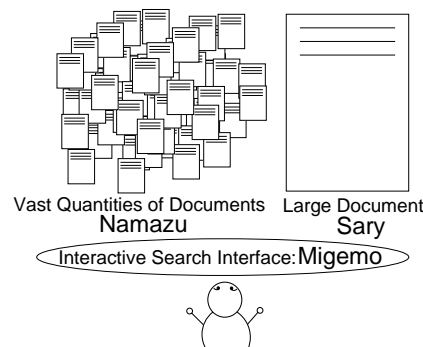 Vast Quantities of Documents
Namazu
Large Document
Sary
Interactive Search Interface:Migemo